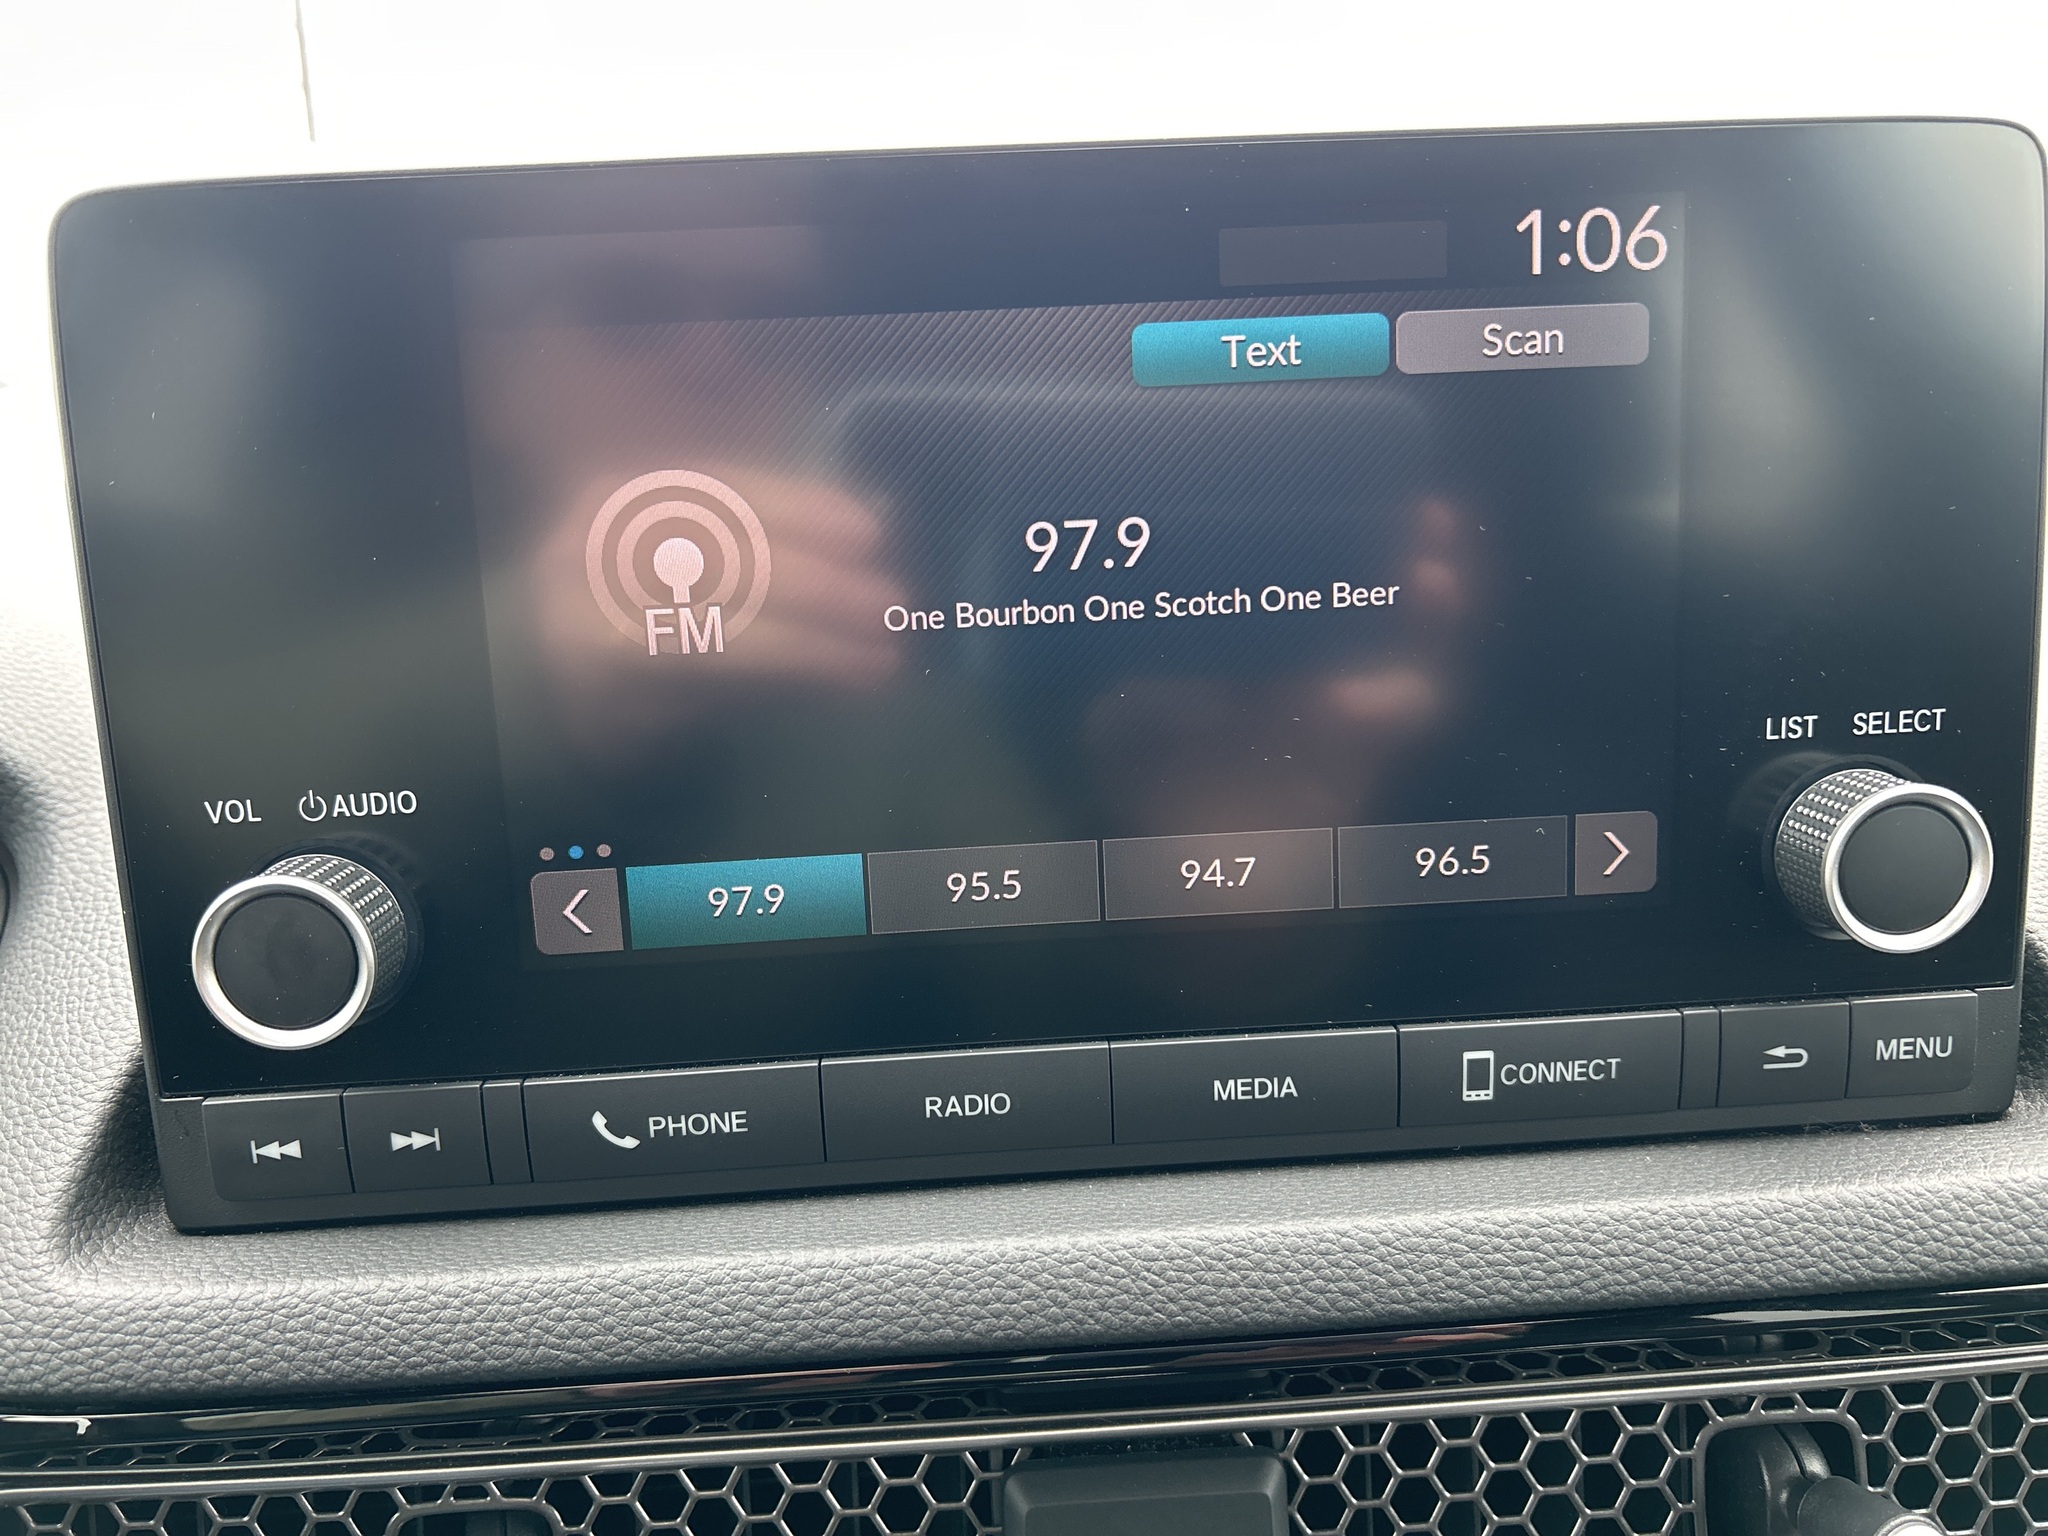 1:06
Text Scan
FM
97.9
One Bourbon One Scotch One Beer
LIST SELECT
VOL AUDIO
97.9 95.5 94.7 96.5
PHONE RADIO MEDIA CONNECT MENU